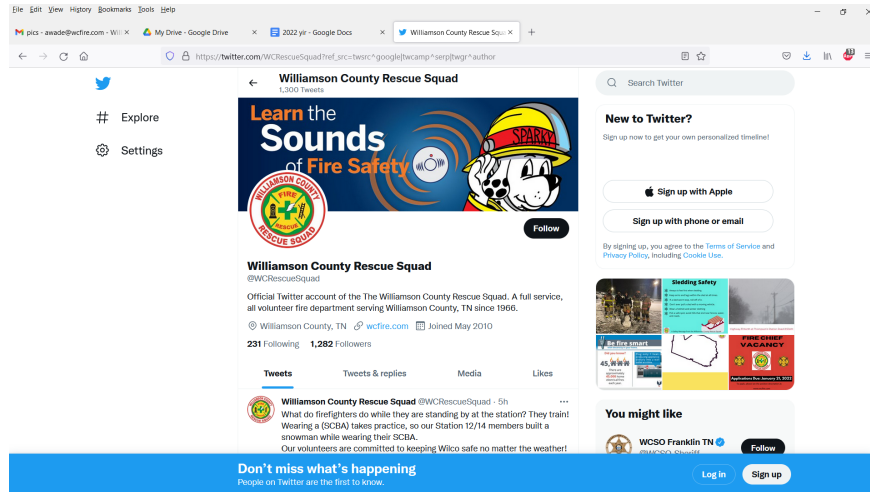 File Edit View History Bookmarks Tools Help
pics - awade@wcfire.com - Wil
My Drive - Google Drive
2022 yir - Google Docs
Williamson County Rescue Squ
https://twitter.com/WCRescueSquad?ref_src=twsrc^google|twcamp^serp|twgr^author
Williamson County Rescue Squad
1,300 Tweets
Search Twitter
Explore
Settings
Learn the
Sounds
of Fire Safety
SPARKY
WILLIAMSON COUNTY
FIRE
RESCUE
RESCUE SQUAD
Follow
Williamson County Rescue Squad
@WCRescueSquad
Official Twitter account of the The Williamson County Rescue Squad. A full service,
all volunteer fire department serving Williamson County, TN since 1966.
Williamson County, TN wcfire.com Joined May 2010
231 Following 1,282 Followers
Tweets Tweets & replies Media Likes
Williamson County Rescue Squad @WCRescueSquad · 5h
What do firefighters do while they are standing by at the station? They train!
Wearing a (SCBA) takes practice, so our Station 12/14 members built a
snowman while wearing their SCBA.
Our volunteers are committed to keeping Wilco safe no matter the weather!
New to Twitter?
Sign up now to get your own personalized timeline!
Sign up with Apple
Sign up with phone or email
By signing up, you agree to the Terms of Service and
Privacy Policy, including Cookie Use.
Sledding Safety
Be fire smart
45,
FIRE CHIEF
VACANCY
Applications Due: January 31, 2022
You might like
WCSO Franklin TN
@WCSO_Sheriff
Follow
Don't miss what's happening
People on Twitter are the first to know.
Log in
Sign up